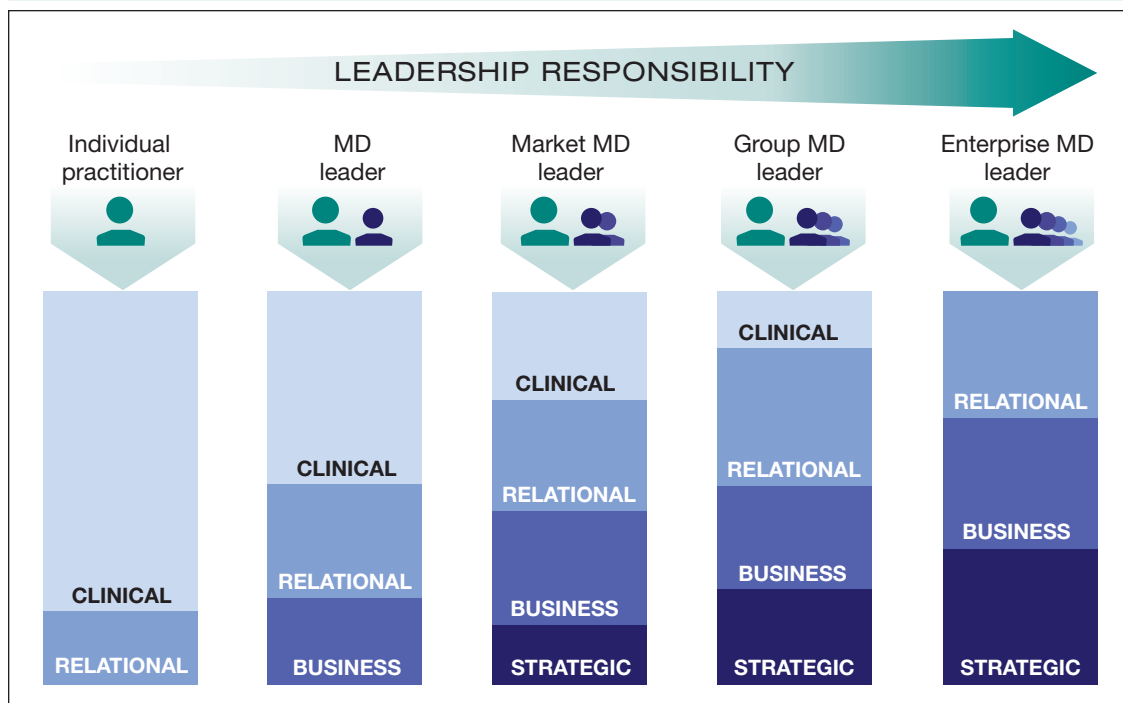 LEADERSHIP RESPONSIBILITY
Individual
practitioner
MD
leader
Market MD
leader
Group MD
leader
Enterprise MD
leader
CLINICAL
RELATIONAL
CLINICAL
RELATIONAL
BUSINESS
CLINICAL
RELATIONAL
BUSINESS
STRATEGIC
CLINICAL
RELATIONAL
BUSINESS
STRATEGIC
RELATIONAL
BUSINESS
STRATEGIC